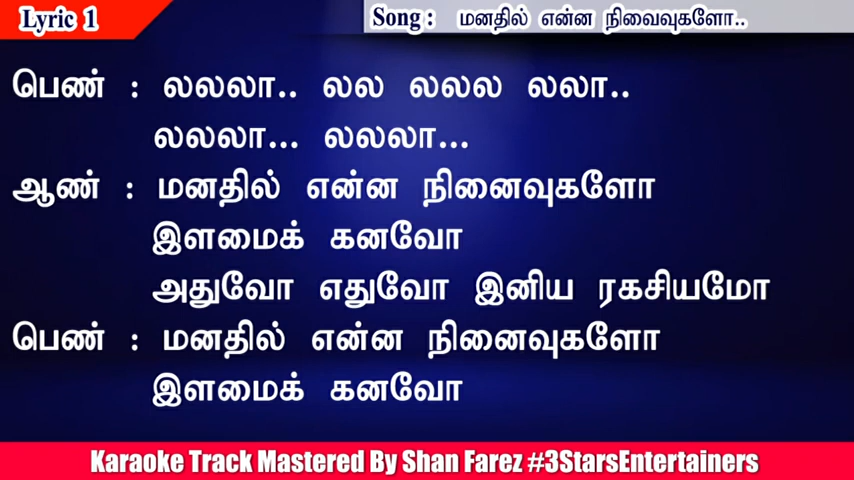 Lyric 1
Song : மனதில் என்ன நிவைவுகளோ..
பெண் : லலலா.. லல லலல லலா..
லலலா... லலலா...
ஆண் : மனதில் என்ன நினைவுகளோ
இளமைக் கனவோ
அதுவோ எதுவோ இனிய ரகசியமோ
பெண் : மனதில் என்ன நினைவுகளோ
இளமைக் கனவோ
Karaoke Track Mastered By Shan Farez #3StarsEntertainers